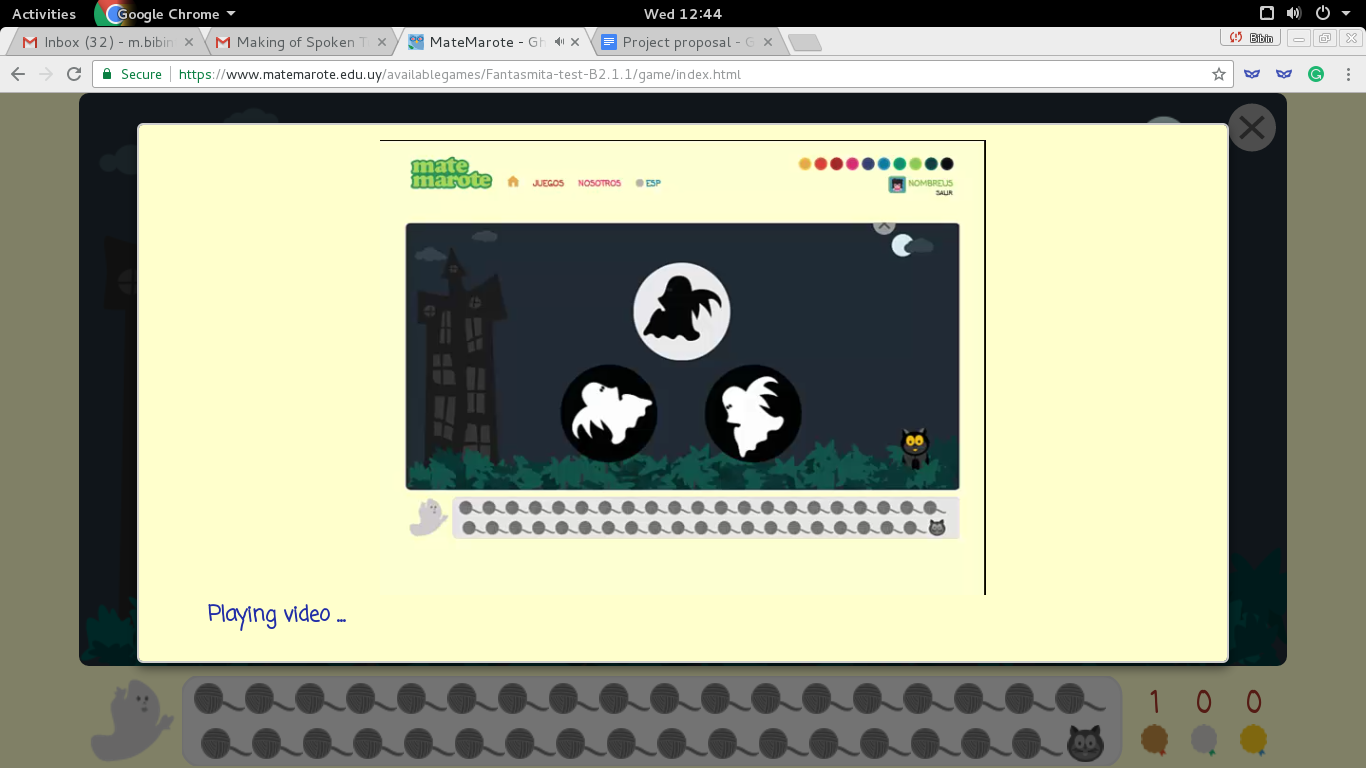 Activities Google Chrome Wed 12:44
Inbox (32) - m.bibin MateMarote - Gh Project proposal - G Bibin
Making of Spoken T
Secure https://www.matemarote.edu.uy/availablegames/Fantasmita-test-B2.1.1/game/index.html
mate
marote
JUEGOS NOSOTROS ESP
NOMBREUS
SALIR
Playing video ...
1 0 0